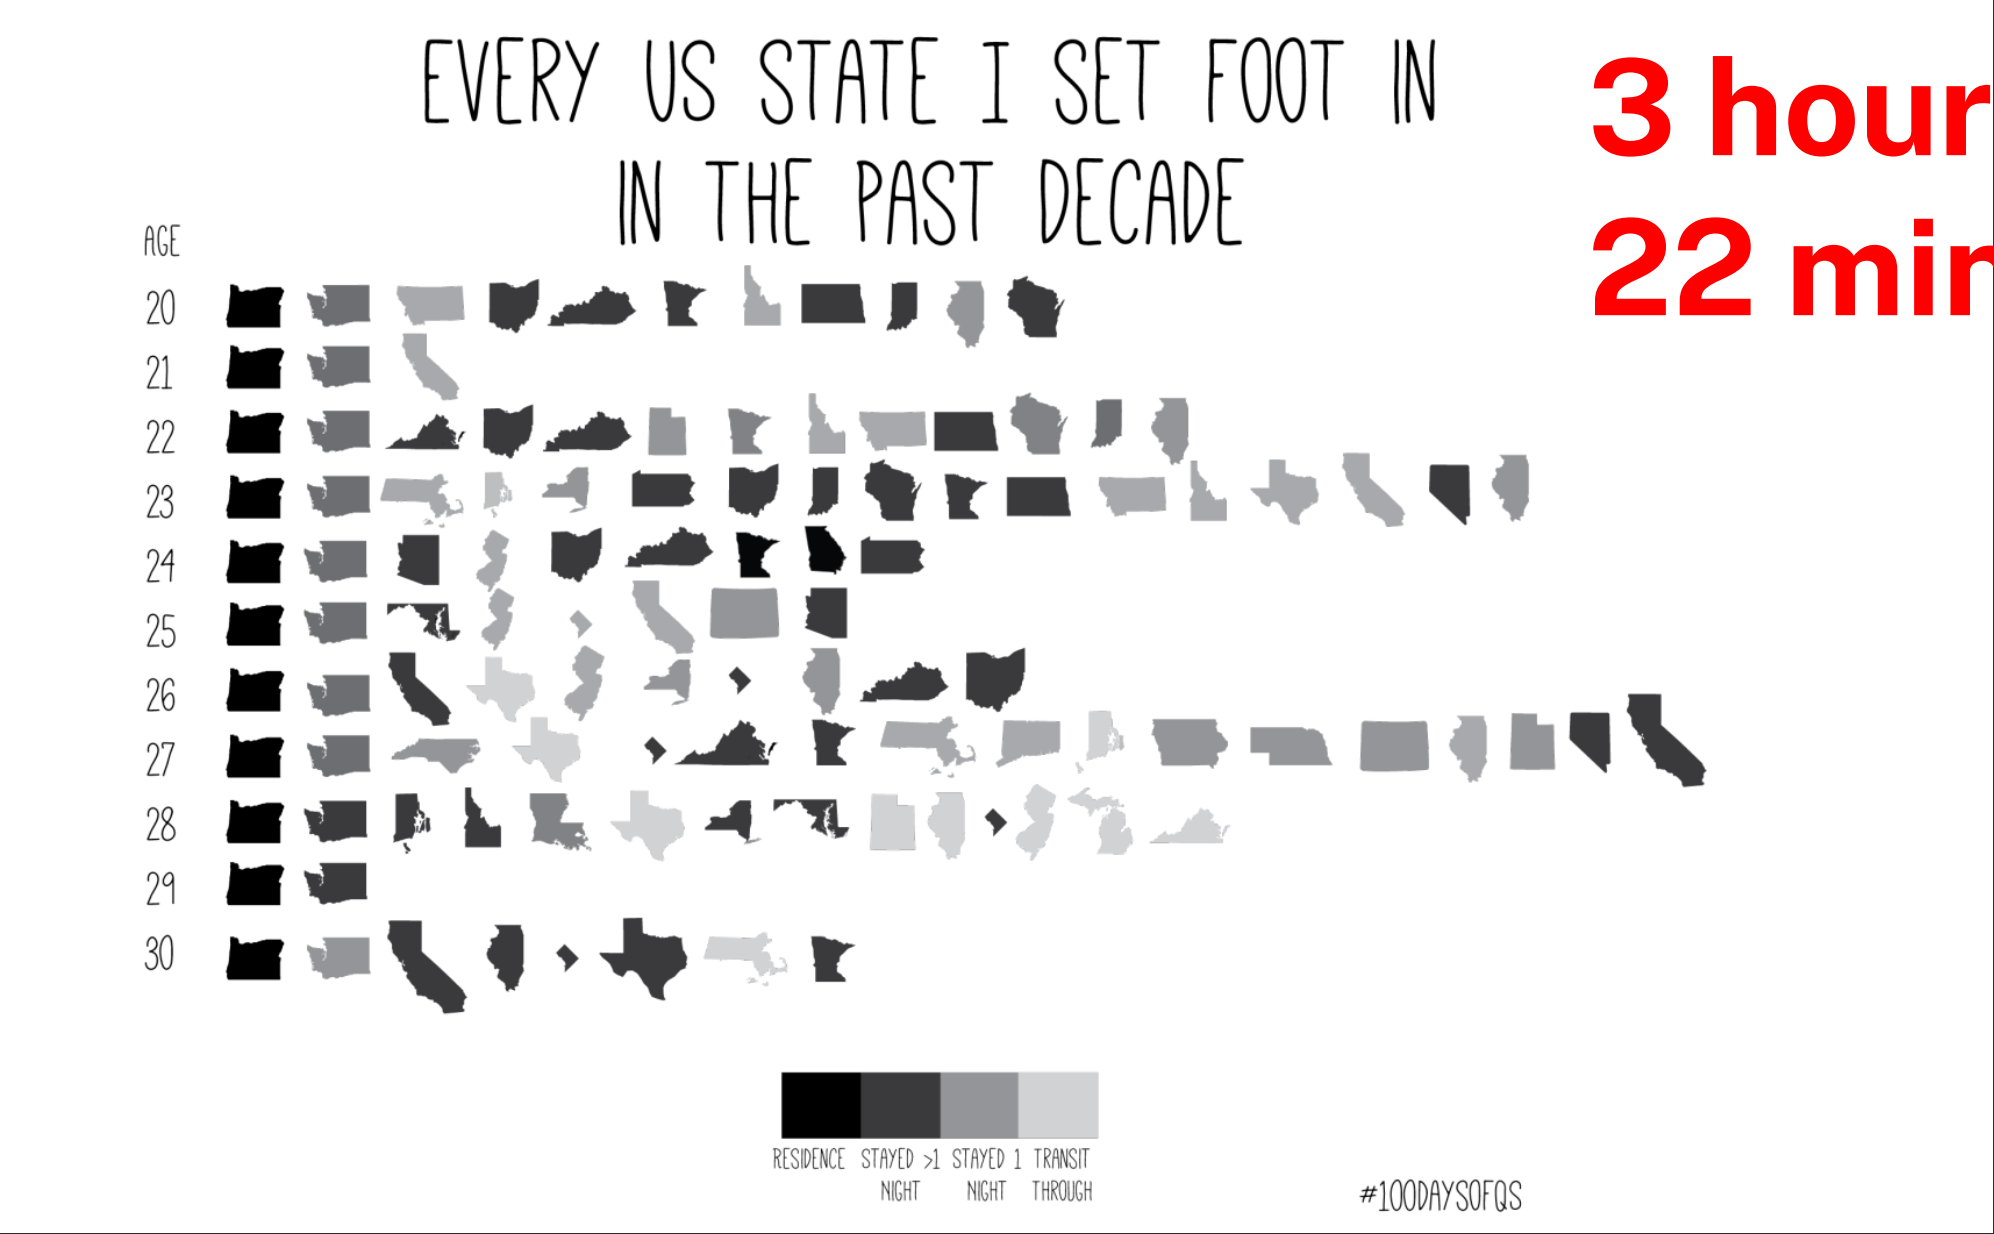 EVERY US STATE I SET FOOT IN
IN THE PAST DECADE
3 hour
22 min
AGE
20
21
22
23
24
25
26
27
28
29
30
RESIDENCE
STAYED >1
NIGHT
STAYED 1
NIGHT
TRANSIT
THROUGH
#100DAYSOFQS